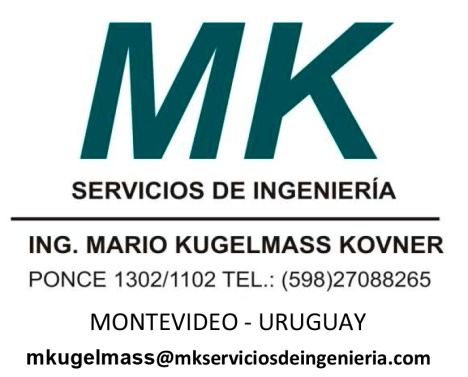 MK
SERVICIOS DE INGENIERÍA
ING. MARIO KUGELMASS KOVNER
PONCE 1302/1102 TEL.: (598)27088265
MONTEVIDEO - URUGUAY
mkugelmass@mkserviciosdeingenieria.com